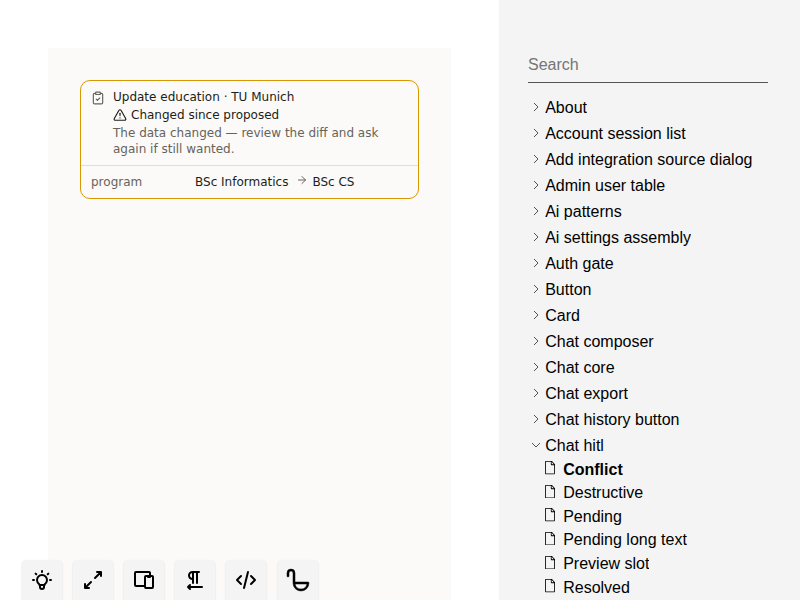 Update education · TU Munich
Changed since proposed
The data changed — review the diff and ask
again if still wanted.
program BSc Informatics → BSc CS
Search
About
Account session list
Add integration source dialog
Admin user table
Ai patterns
Ai settings assembly
Auth gate
Button
Card
Chat composer
Chat core
Chat export
Chat history button
Chat hitl
Conflict
Destructive
Pending
Pending long text
Preview slot
Resolved